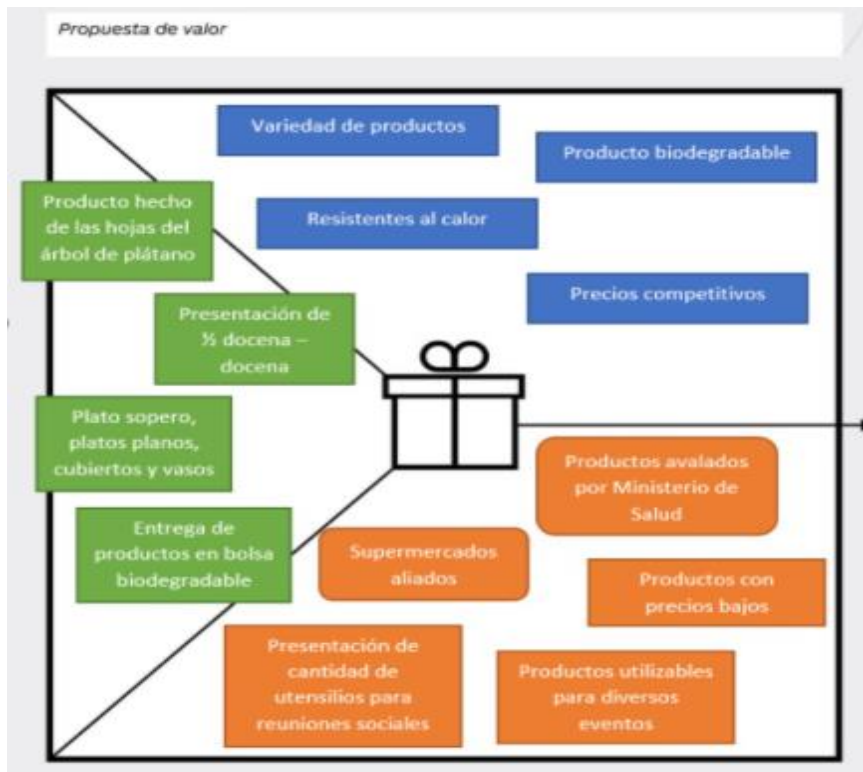 Propuesta de valor
Variedad de productos
Producto biodegradable
Producto hecho
de las hojas del
árbol de plátano
Resistentes al calor
Precios competitivos
Presentación de
½ docena –
docena
Plato sopero,
platos planos,
cubiertos y vasos
Productos avalados
por Ministerio de
Salud
Entrega de
productos en bolsa
biodegradable
Supermercados
aliados
Productos con
precios bajos
Presentación de
cantidad de
utensilios para
reuniones sociales
Productos utilizables
para diversos
eventos